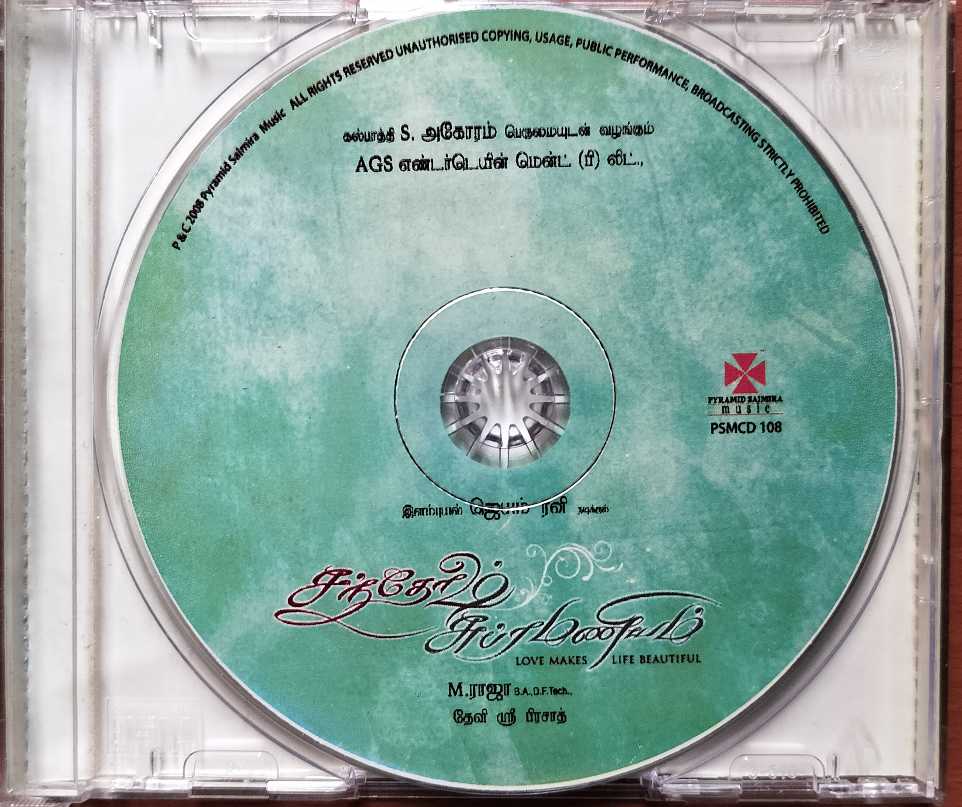 P & C 2008 Pyramid Saimira Music ALL RIGHTS RESERVED UNAUTHORISED COPYING, USAGE, PUBLIC PERFORMANCE, BROADCASTING STRICTLY PROHIBITED
கல்பாத்தி S. அகோரம் பெருமையுடன் வழங்கும்
AGS எண்டர்டெயின் மென்ட் (பி) லிட்.,
PYRAMID SAIMIRA
music
PSMCD 108
இளம்புயல் ஜெயம் ரவி நடிக்கும்
சந்தோஷ்
சுப்ரமணியம்
LOVE MAKES LIFE BEAUTIFUL
M.ராஜா B.A.,D.F.Tech.,
தேவி ஸ்ரீ பிரசாத்